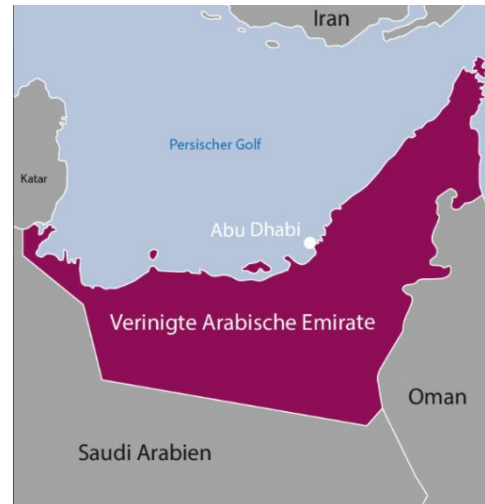 Iran
Persischer Golf
Katar
Abu Dhabi
Verinigte Arabische Emirate
Oman
Saudi Arabien